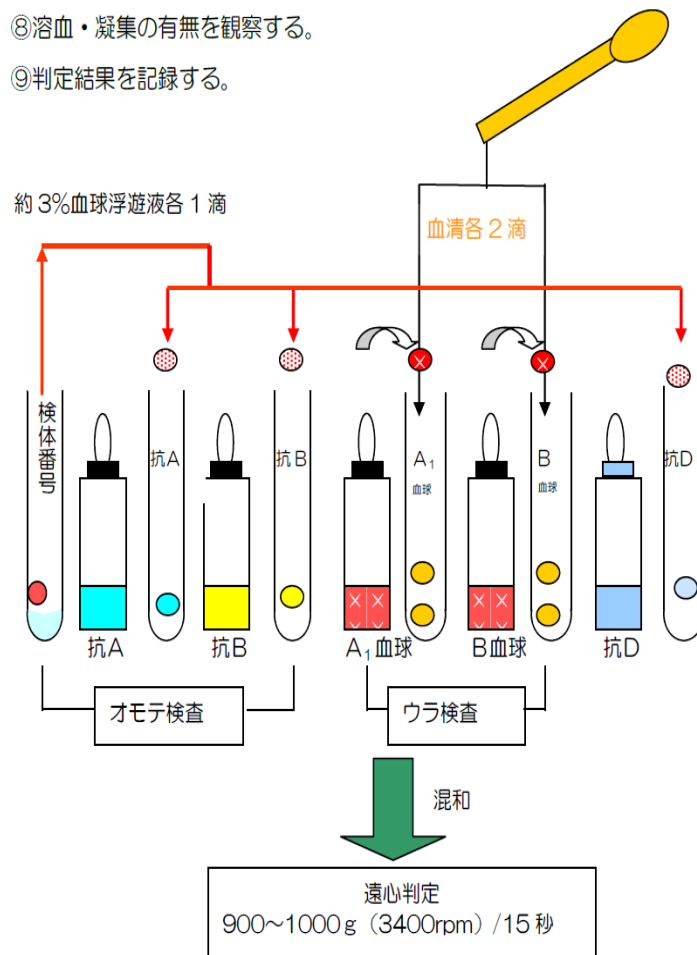 ⑧溶血・凝集の有無を観察する。
⑨判定結果を記録する。
約3%血球浮遊液各1滴
血清各2滴
検体番号
抗A
抗B
A₁
血球
B
血球
抗D
抗A
抗B
A₁血球
B血球
抗D
オモテ検査
ウラ検査
混和
遠心判定
900～1000g（3400rpm）/15秒